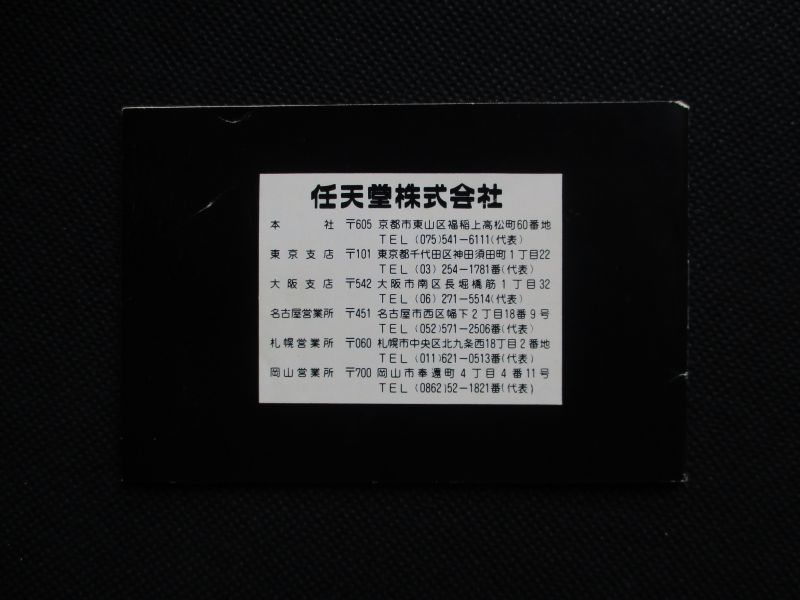 任天堂株式会社
本社 〒605 京都市東山区福稲上高松町60番地
TEL (075)541-6111(代表)
東京支店 〒101 東京都千代田区神田須田町1丁目22
TEL (03) 254-1781番(代表)
大阪支店 〒542 大阪市南区長堀橋筋1丁目32
TEL (06) 271-5514(代表)
名古屋営業所 〒451 名古屋市西区幅下2丁目18番9号
TEL (052)571-2506番(代表)
札幌営業所 〒060 札幌市中央区北九条西18丁目2番地
TEL (011)621-0513番(代表)
岡山営業所 〒700 岡山市奉還町4丁目4番11号
TEL (0862)52-1821番(代表)